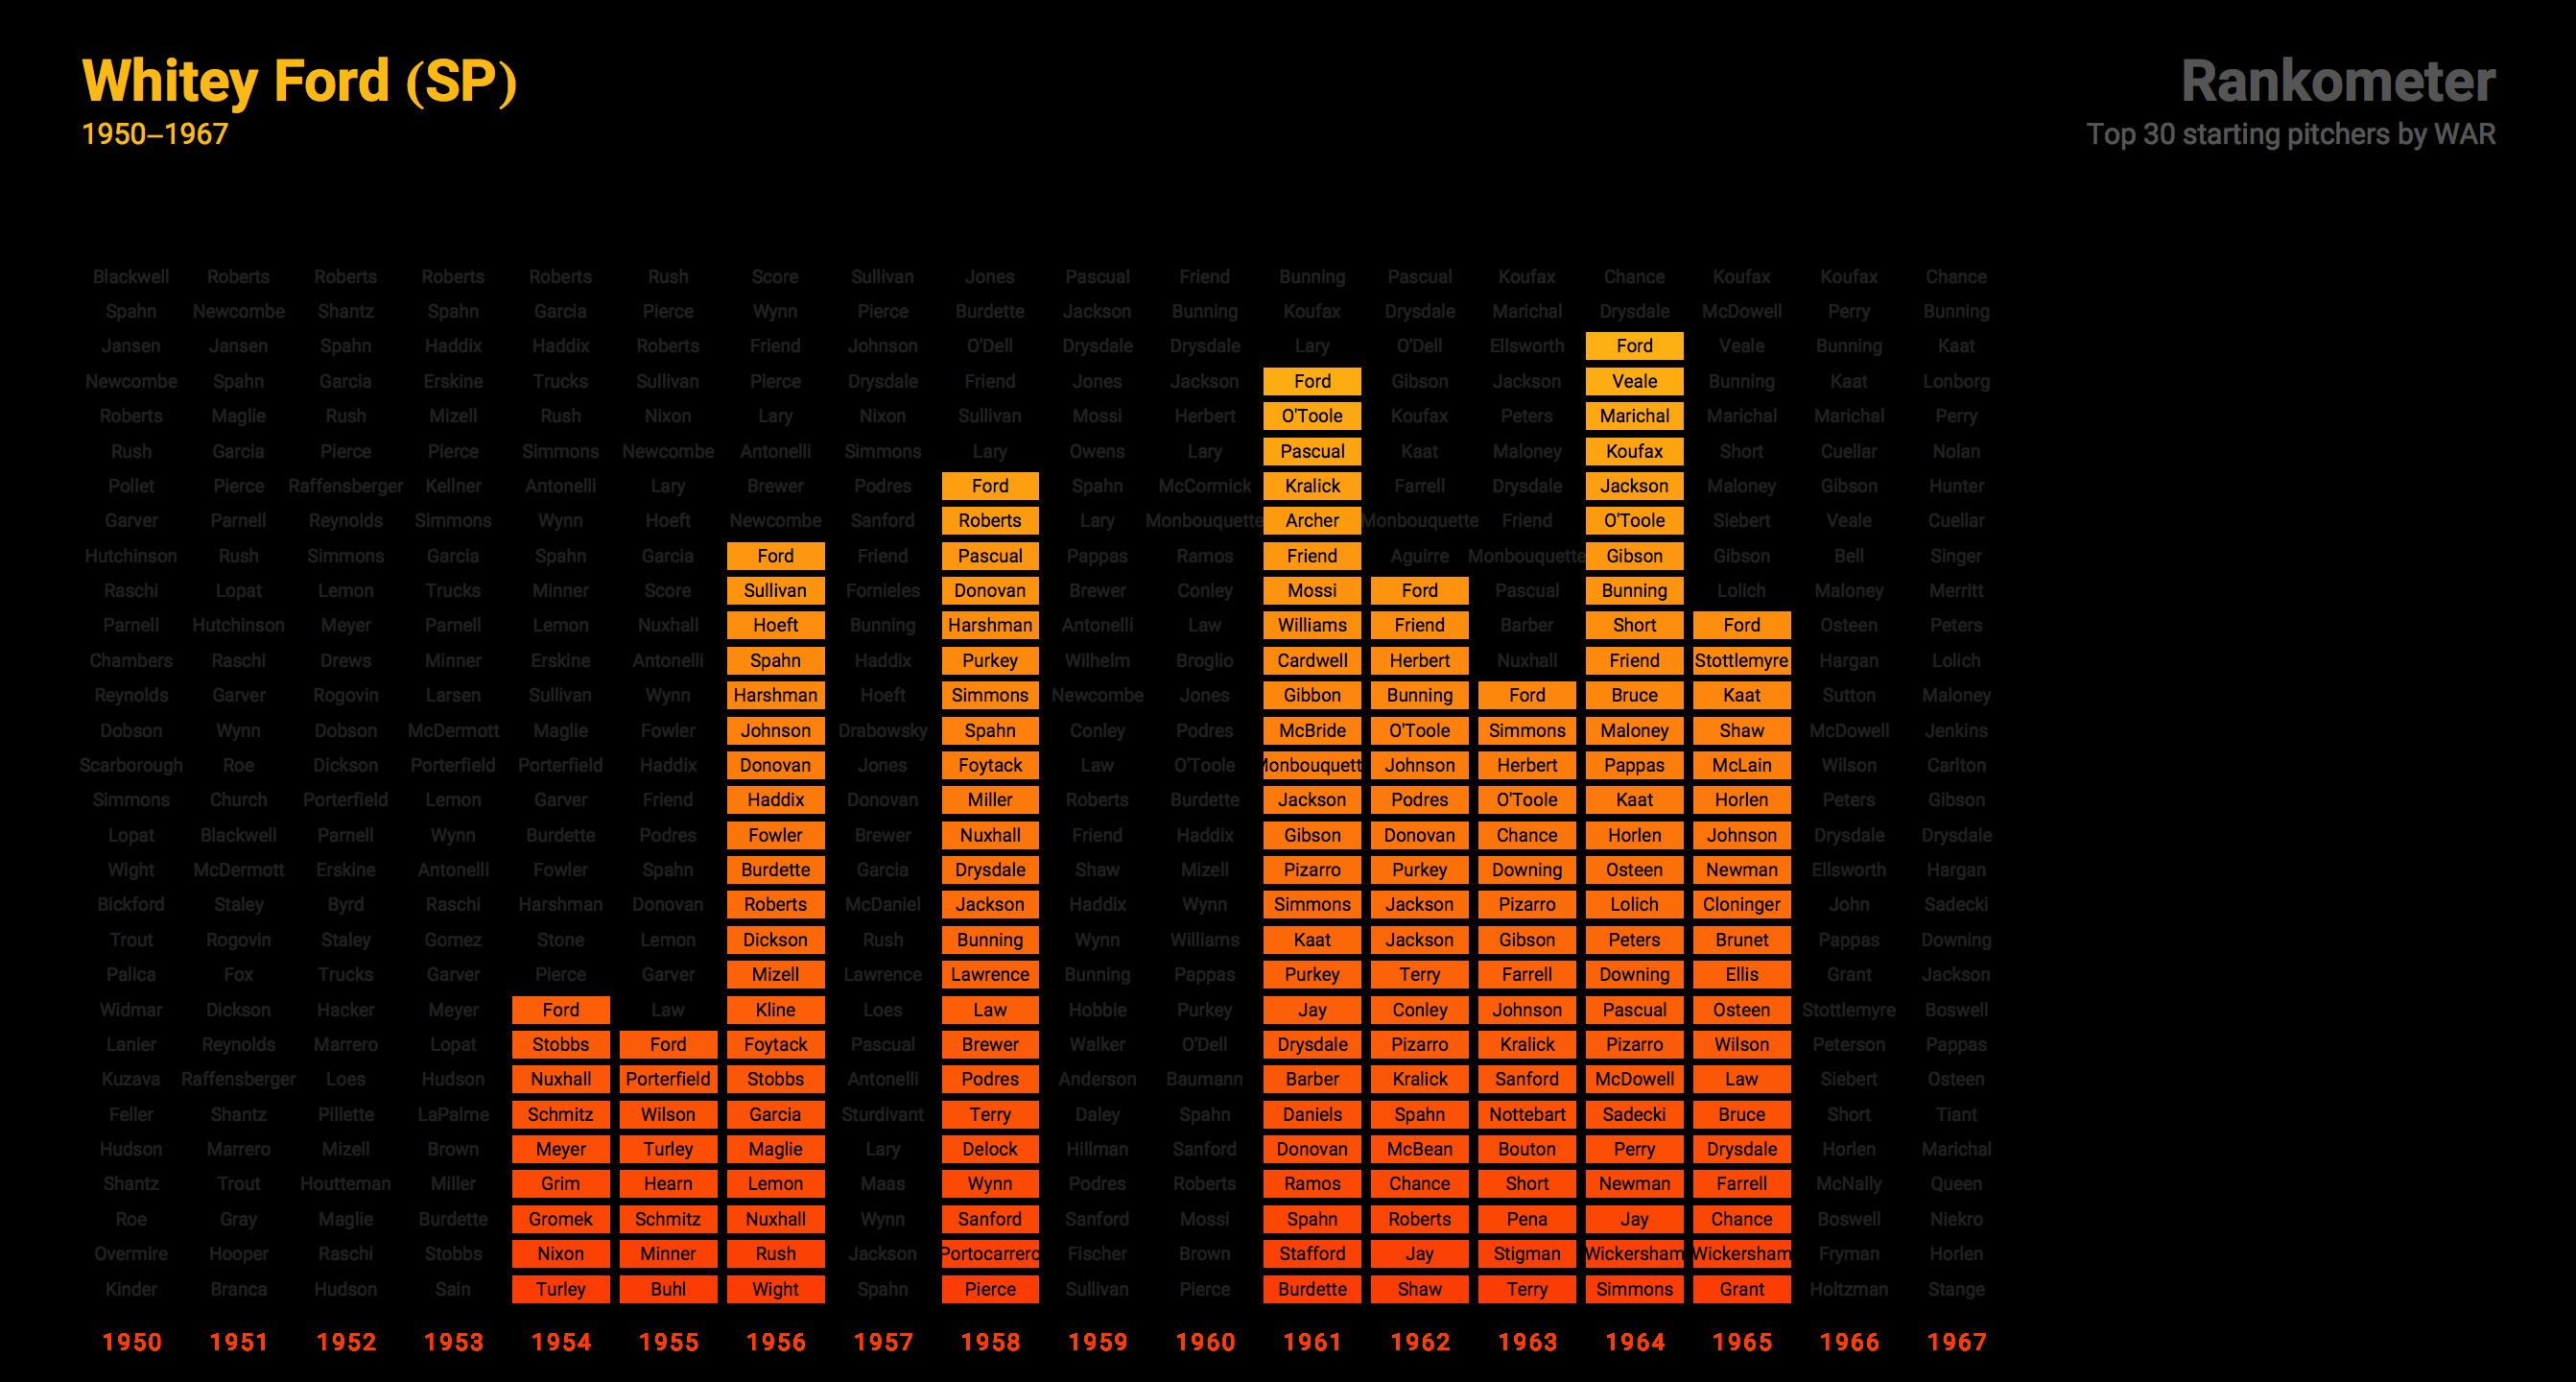 Whitey Ford (SP)
1950–1967
Rankometer
Top 30 starting pitchers by WAR
Blackwell Roberts Roberts Roberts Roberts Rush Score Sullivan Jones Pascual Friend Bunning Pascual Koufax Chance Koufax Koufax Chance
Spahn Newcombe Shantz Spahn Garcia Pierce Wynn Pierce Burdette Jackson Bunning Koufax Drysdale Marichal Drysdale McDowell Perry Bunning
Jansen Jansen Spahn Haddix Haddix Roberts Friend Johnson O'Dell Drysdale Drysdale Lary O'Dell Ellsworth Ford Veale Bunning Kaat
Newcombe Spahn Garcia Erskine Trucks Sullivan Pierce Drysdale Friend Jones Jackson Ford Gibson Jackson Veale Bunning Kaat Lonborg
Roberts Maglie Rush Mizell Rush Nixon Lary Nixon Sullivan Mossi Herbert O'Toole Koufax Peters Marichal Marichal Marichal Perry
Rush Garcia Pierce Pierce Simmons Newcombe Antonelli Simmons Lary Owens Lary Pascual Kaat Maloney Koufax Short Cuellar Nolan
Pollet Pierce Raffensberger Kellner Antonelli Lary Brewer Podres Ford Spahn McCormick Kralick Farrell Drysdale Jackson Maloney Gibson Hunter
Garver Parnell Reynolds Simmons Wynn Hoeft Newcombe Sanford Roberts Lary Monbouquette Archer Monbouquette Friend O'Toole Siebert Veale Cuellar
Hutchinson Rush Simmons Garcia Spahn Garcia Ford Friend Pascual Pappas Ramos Friend Aguirre Monbouquette Gibson Gibson Bell Singer
Raschi Lopat Lemon Trucks Minner Score Sullivan Fornieles Donovan Brewer Conley Mossi Ford Pascual Bunning Lolich Maloney Merritt
Parnell Hutchinson Meyer Parnell Lemon Nuxhall Hoeft Bunning Harshman Antonelli Law Williams Friend Barber Short Ford Osteen Peters
Chambers Raschi Drews Minner Erskine Antonelli Spahn Haddix Purkey Wilhelm Broglio Cardwell Herbert Nuxhall Friend Stottlemyre Hargan Lolich
Reynolds Garver Rogovin Larsen Sullivan Wynn Harshman Hoeft Simmons Newcombe Jones Gibbon Bunning Ford Bruce Kaat Sutton Maloney
Dobson Wynn Dobson McDermott Maglie Fowler Johnson Drabowsky Spahn Conley Podres McBride O'Toole Simmons Maloney Shaw McDowell Jenkins
Scarborough Roe Dickson Porterfield Porterfield Haddix Donovan Jones Foytack Law O'Toole Monbouquett Johnson Herbert Pappas McLain Wilson Carlton
Simmons Church Porterfield Lemon Garver Friend Haddix Donovan Miller Roberts Burdette Jackson Podres O'Toole Kaat Horlen Peters Gibson
Lopat Blackwell Parnell Wynn Burdette Podres Fowler Brewer Nuxhall Friend Haddix Gibson Donovan Chance Horlen Johnson Drysdale Drysdale
Wight McDermott Erskine Antonelli Fowler Spahn Burdette Garcia Drysdale Shaw Mizell Pizarro Purkey Downing Osteen Newman Ellsworth Hargan
Bickford Staley Byrd Raschi Harshman Donovan Roberts McDaniel Jackson Haddix Wynn Simmons Jackson Pizarro Lolich Cloninger John Sadecki
Trout Rogovin Staley Gomez Stone Lemon Dickson Rush Bunning Wynn Williams Kaat Jackson Gibson Peters Brunet Pappas Downing
Palica Fox Trucks Garver Pierce Garver Mizell Lawrence Lawrence Bunning Pappas Purkey Terry Farrell Downing Ellis Grant Jackson
Widmar Dickson Hacker Meyer Ford Law Kline Loes Law Hobbie Purkey Jay Conley Johnson Pascual Osteen Stottlemyre Boswell
Lanier Reynolds Marrero Lopat Stobbs Ford Foytack Pascual Brewer Walker O'Dell Drysdale Pizarro Kralick Pizarro Wilson Peterson Pappas
Kuzava Raffensberger Loes Hudson Nuxhall Porterfield Stobbs Antonelli Podres Anderson Baumann Barber Kralick Sanford McDowell Law Siebert Osteen
Feller Shantz Pillette LaPalme Schmitz Wilson Garcia Sturdivant Terry Daley Spahn Daniels Spahn Nottebart Sadecki Bruce Short Tiant
Hudson Marrero Mizell Brown Meyer Turley Maglie Lary Delock Hillman Sanford Donovan McBean Bouton Perry Drysdale Horlen Marichal
Shantz Trout Houtteman Miller Grim Hearn Lemon Maas Wynn Podres Roberts Ramos Chance Short Newman Farrell McNally Queen
Roe Gray Maglie Burdette Gromek Schmitz Nuxhall Wynn Sanford Sanford Mossi Spahn Roberts Pena Jay Chance Boswell Niekro
Overmire Hooper Raschi Stobbs Nixon Minner Rush Jackson Portocarrero Fischer Brown Stafford Jay Stigman Wickersham Wickersham Fryman Horlen
Kinder Branca Hudson Sain Turley Buhl Wight Spahn Pierce Sullivan Pierce Burdette Shaw Terry Simmons Grant Holtzman Stange
1950 1951 1952 1953 1954 1955 1956 1957 1958 1959 1960 1961 1962 1963 1964 1965 1966 1967